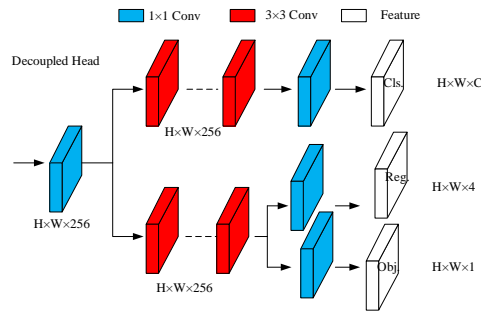 1×1 Conv
3×3 Conv
Feature
Decoupled Head
Cls.
H×W×C
H×W×256
H×W×256
Reg.
H×W×4
Obj.
H×W×1
H×W×256